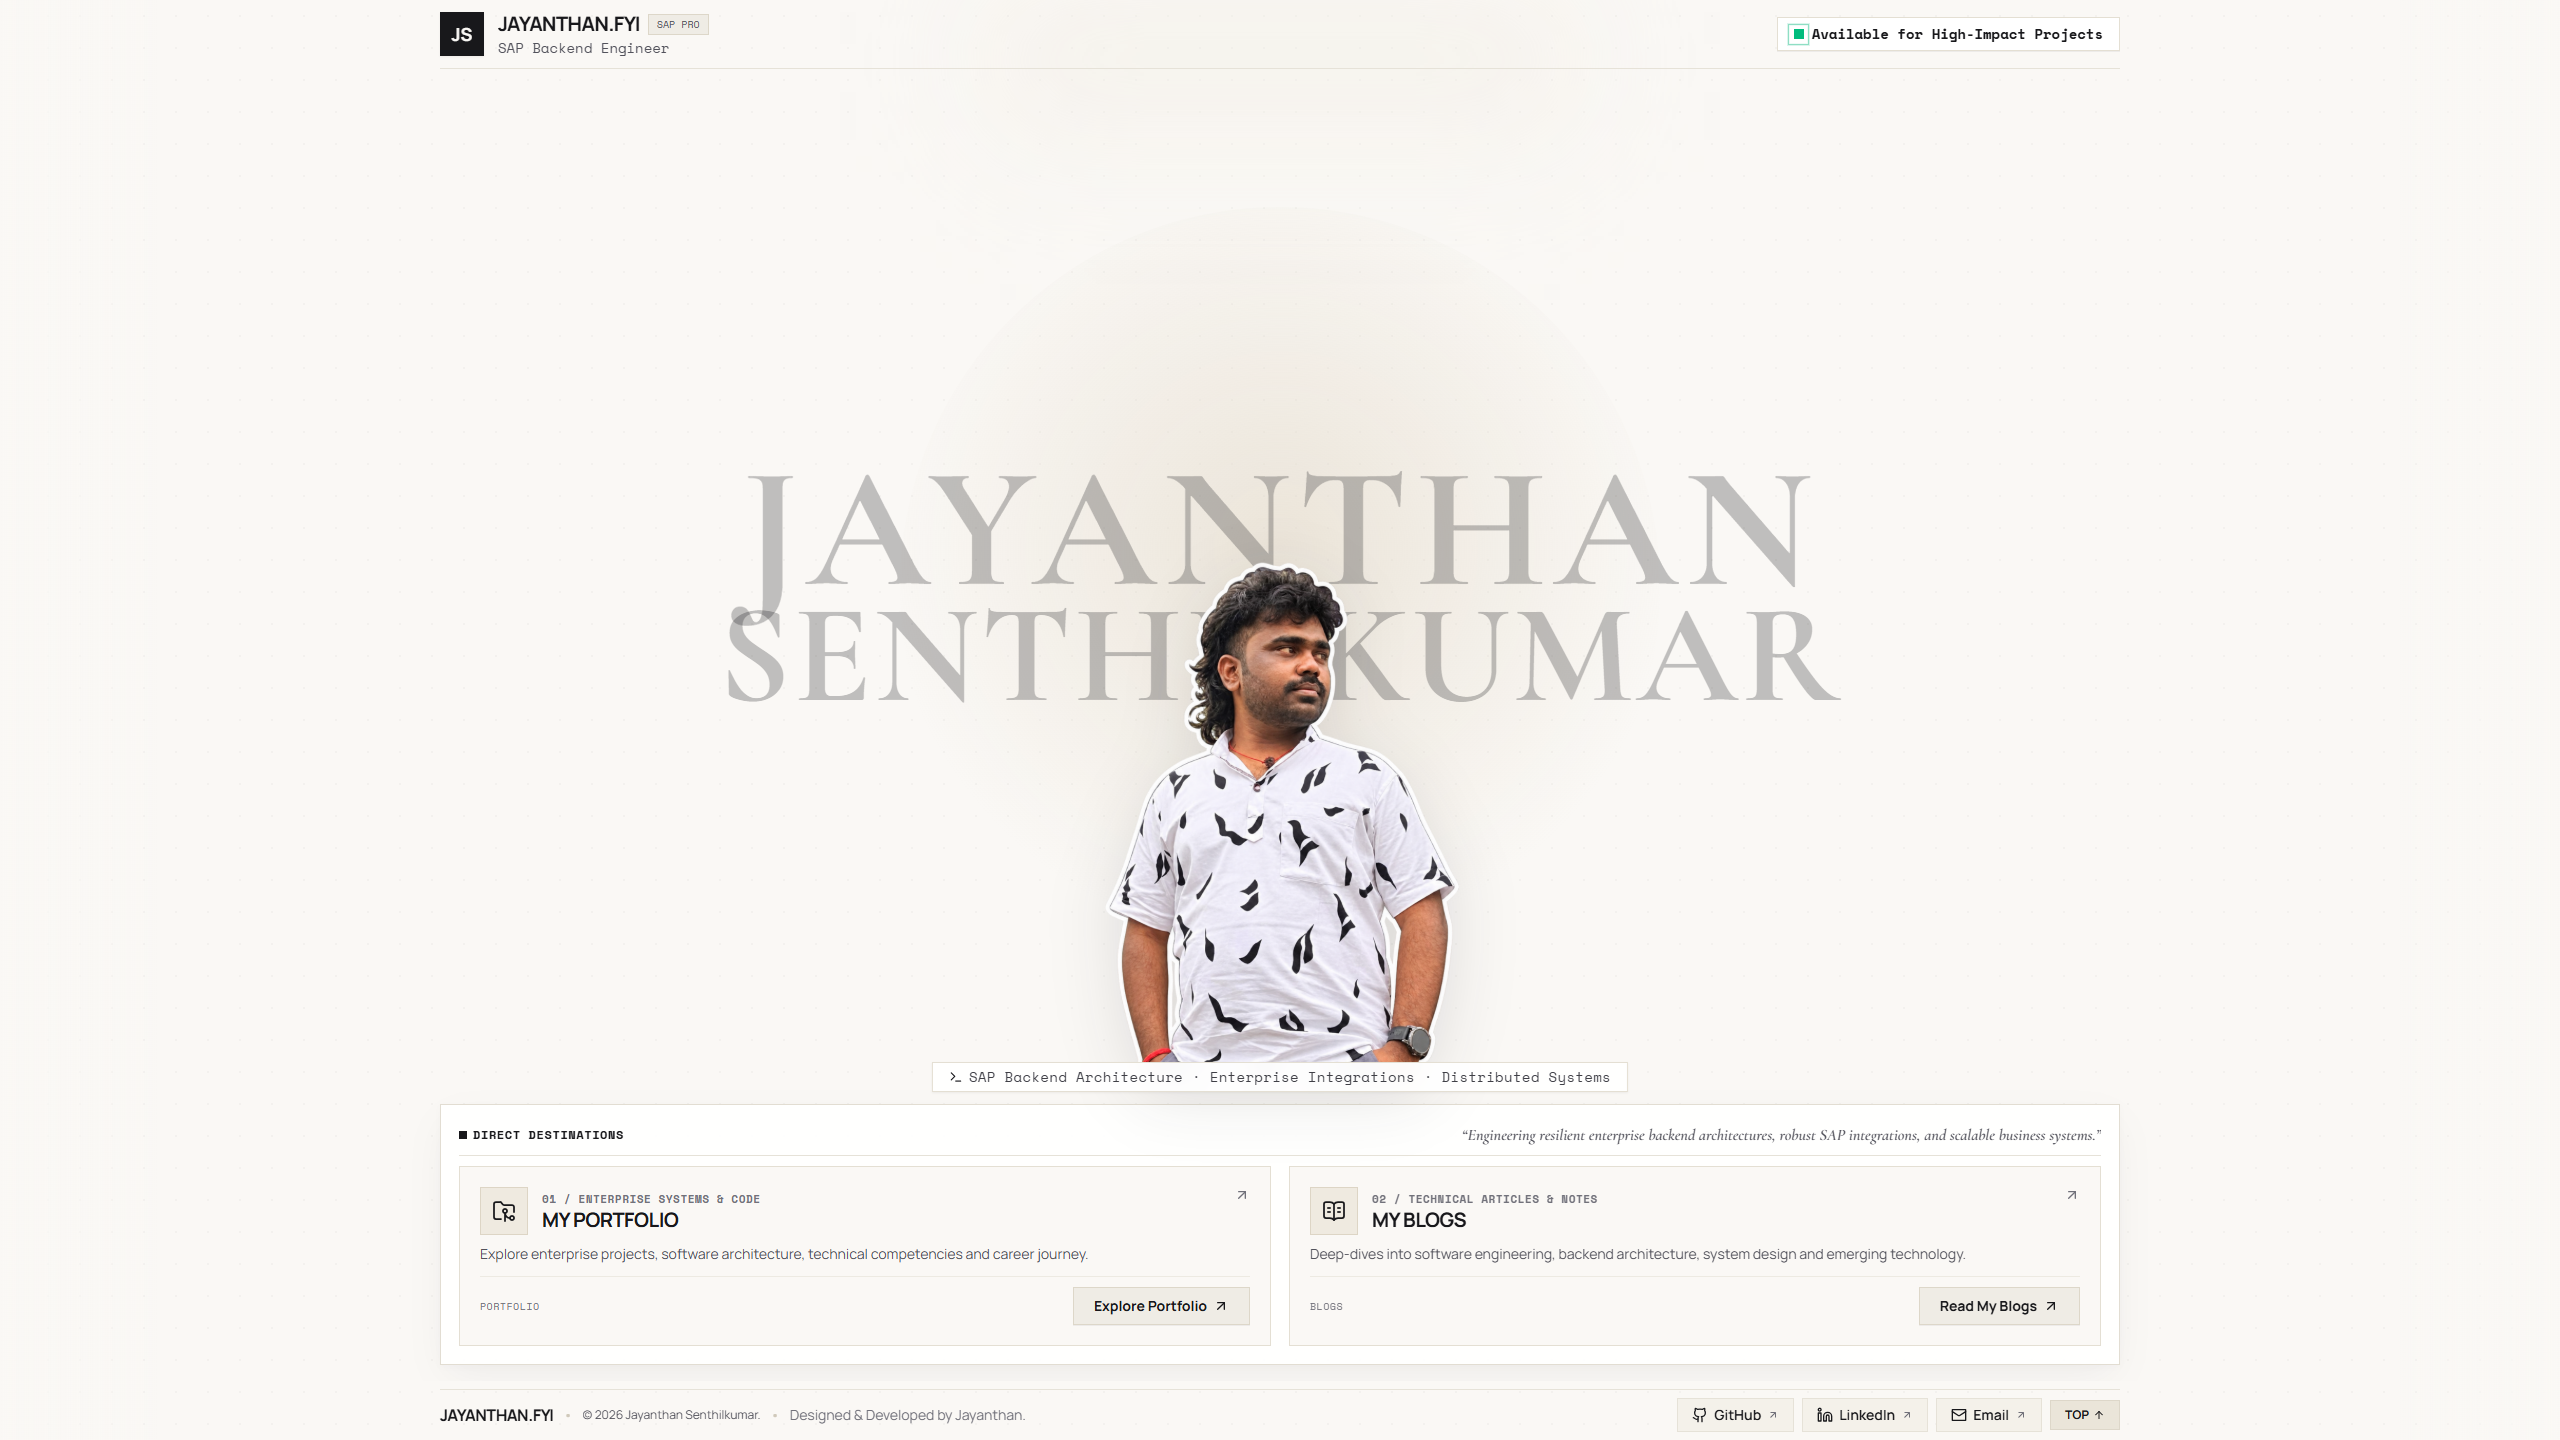 JS
JAYANTHAN.FYI SAP PRO
SAP Backend Engineer
Available for High-Impact Projects
JAYANTHAN
SENTH KUMAR
SAP Backend Architecture · Enterprise Integrations · Distributed Systems
DIRECT DESTINATIONS
“Engineering resilient enterprise backend architectures, robust SAP integrations, and scalable business systems.”
01 / ENTERPRISE SYSTEMS & CODE
MY PORTFOLIO
Explore enterprise projects, software architecture, technical competencies and career journey.
PORTFOLIO
Explore Portfolio
02 / TECHNICAL ARTICLES & NOTES
MY BLOGS
Deep-dives into software engineering, backend architecture, system design and emerging technology.
BLOGS
Read My Blogs
JAYANTHAN.FYI • © 2026 Jayanthan Senthilkumar. • Designed & Developed by Jayanthan.
GitHub
LinkedIn
Email
TOP ↑